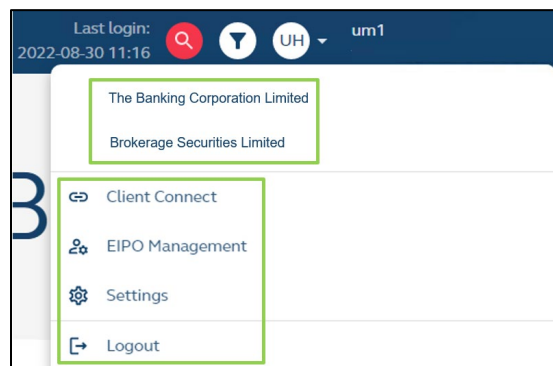 Last login:
2022-08-30 11:16
UH
um1
The Banking Corporation Limited
Brokerage Securities Limited
B
Client Connect
EIPO Management
Settings
Logout